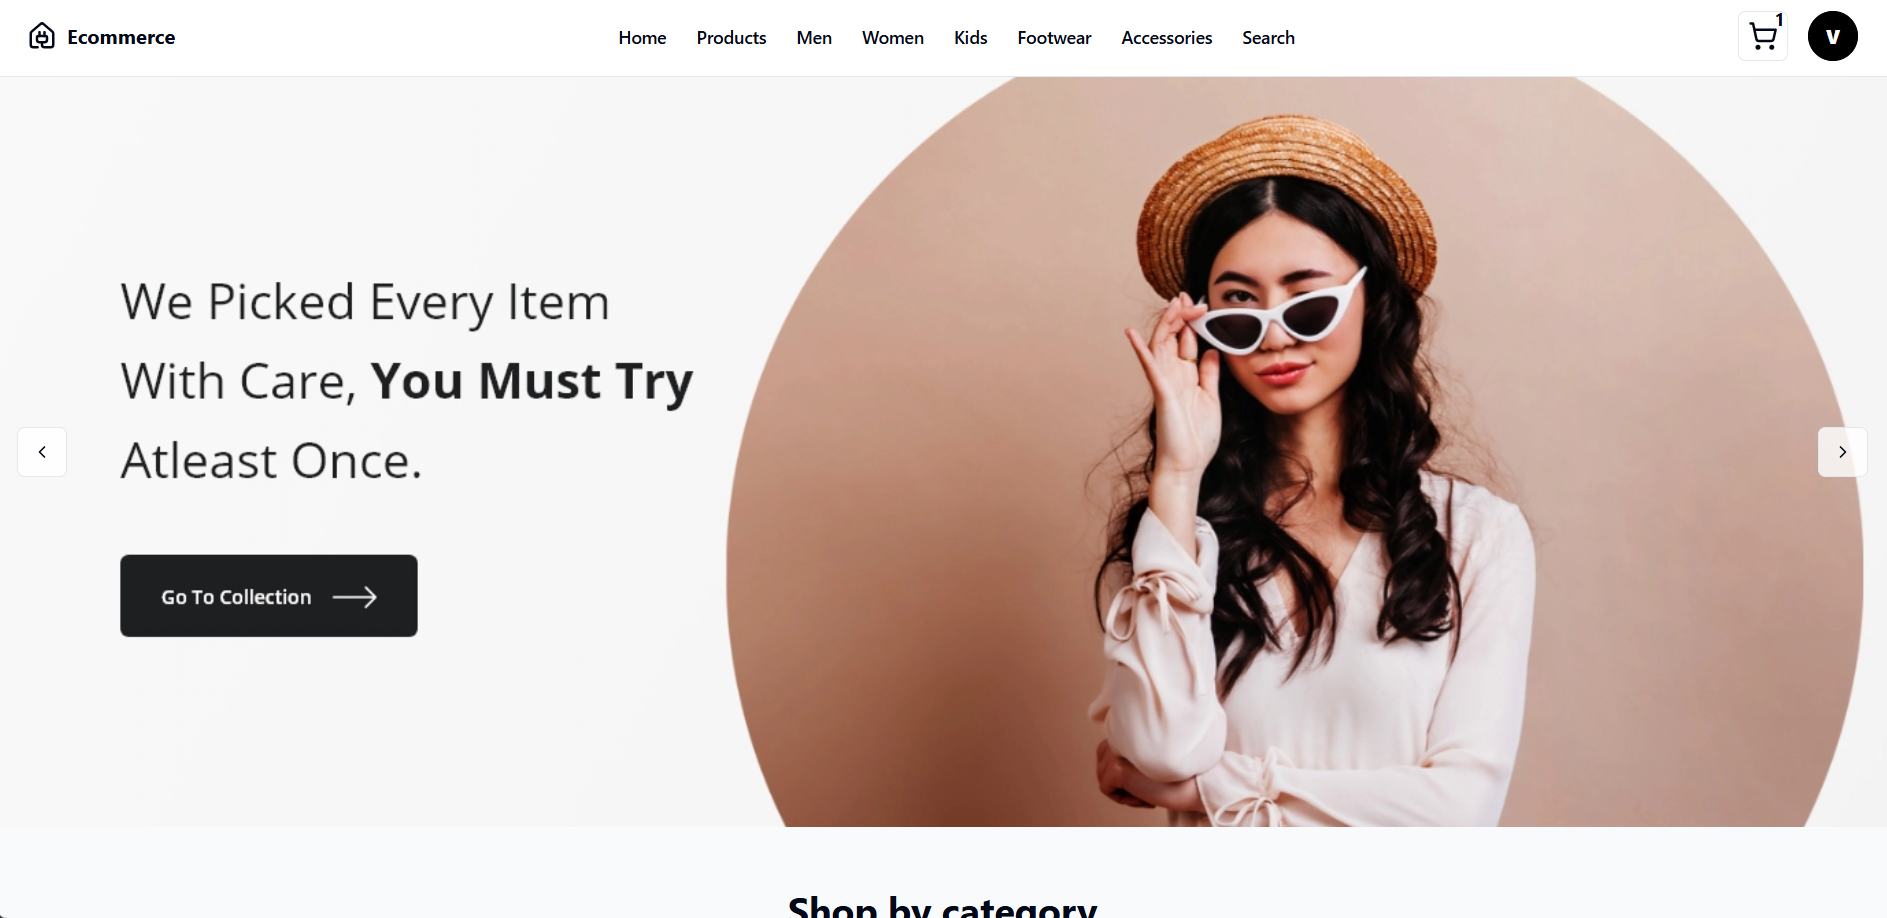 Ecommerce
Home Products Men Women Kids Footwear Accessories Search
1
v
We Picked Every Item
With Care, You Must Try
Atleast Once.
Go To Collection
Shop by category